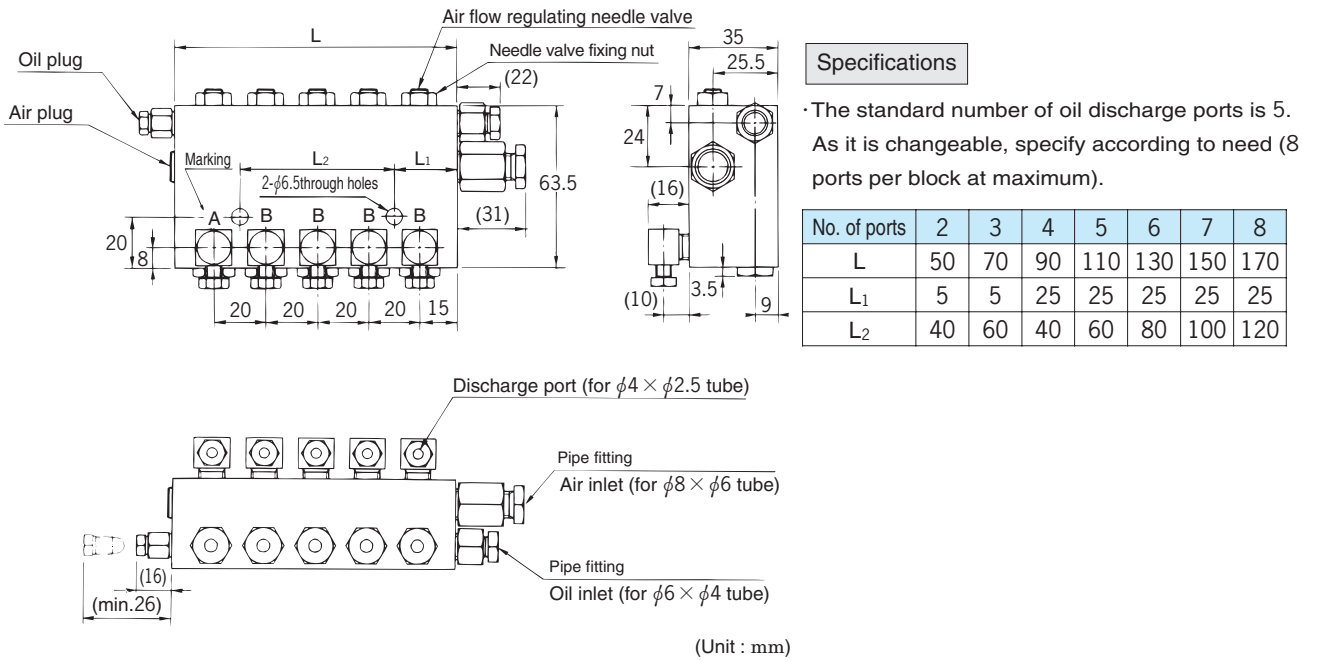 Air flow regulating needle valve
L
Needle valve fixing nut
Oil plug
(22)
Air plug
Marking
L2
L1
2-ϕ6.5through holes
63.5
(31)
A B B B B
20
8
20 20 20 20 15
35
25.5
7
24
(16)
(10)
3.5
9
Specifications
·The standard number of oil discharge ports is 5.
As it is changeable, specify according to need (8
ports per block at maximum).
No. of ports 2 3 4 5 6 7 8
L 50 70 90 110 130 150 170
L1 5 5 25 25 25 25 25
L2 40 60 40 60 80 100 120
Discharge port (for ϕ4×ϕ2.5 tube)
Pipe fitting
Air inlet (for ϕ8×ϕ6 tube)
Pipe fitting
Oil inlet (for ϕ6×ϕ4 tube)
(16)
(min.26)
(Unit : mm)